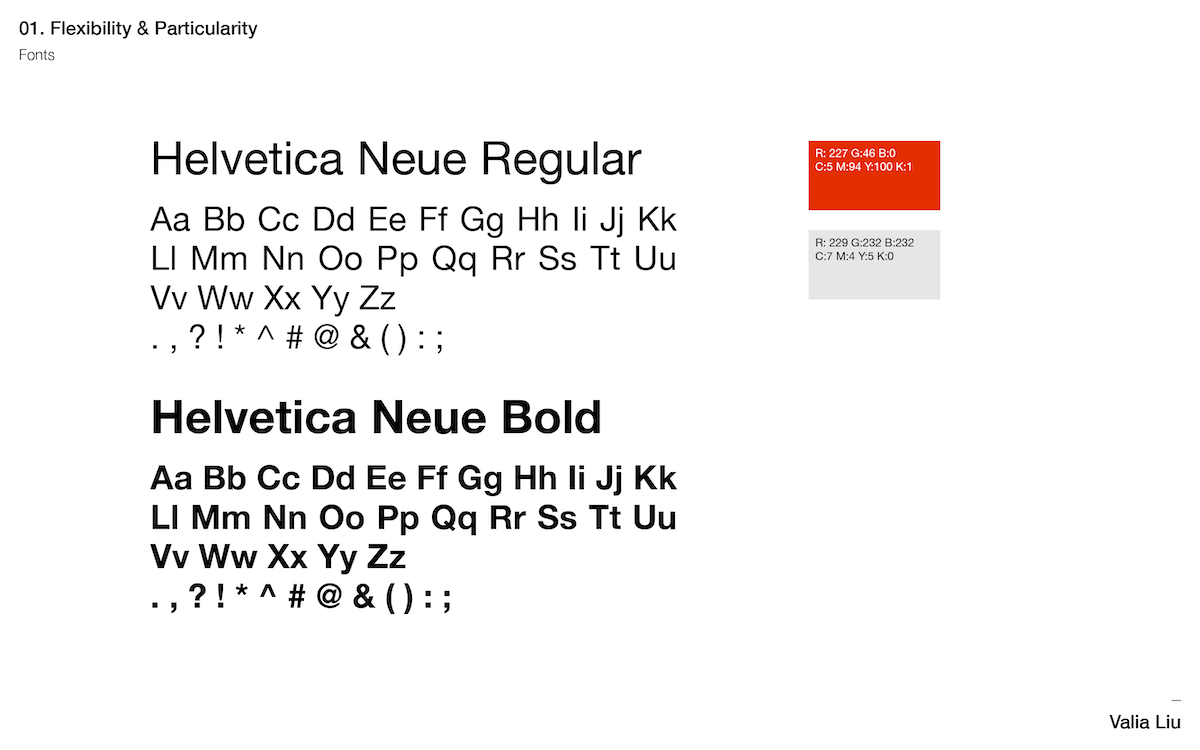 01. Flexibility & Particularity
Fonts
Helvetica Neue Regular
Aa Bb Cc Dd Ee Ff Gg Hh Ii Jj Kk
Ll Mm Nn Oo Pp Qq Rr Ss Tt Uu
Vv Ww Xx Yy Zz
. , ? ! * ^ # @ & ( ) : ;
Helvetica Neue Bold
Aa Bb Cc Dd Ee Ff Gg Hh Ii Jj Kk
Ll Mm Nn Oo Pp Qq Rr Ss Tt Uu
Vv Ww Xx Yy Zz
. , ? ! * ^ # @ & ( ) : ;
R: 227 G:46 B:0
C:5 M:94 Y:100 K:1
R: 229 G:232 B:232
C:7 M:4 Y:5 K:0
—
Valia Liu